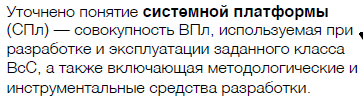 Уточнено понятие системной платформы
(СПл) — совокупность ВПл, используемая при
разработке и эксплуатации заданного класса
ВсС, а также включающая методологические и
инструментальные средства разработки.